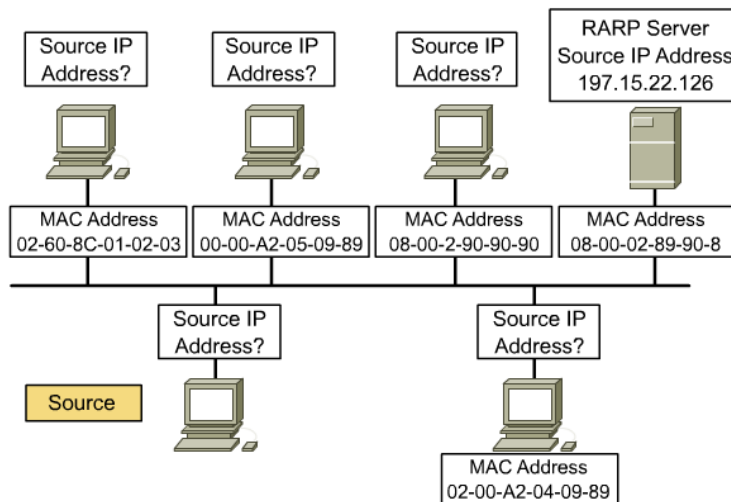 Source IP
Address?
Source IP
Address?
Source IP
Address?
RARP Server
Source IP Address
197.15.22.126
MAC Address
02-60-8C-01-02-03
MAC Address
00-00-A2-05-09-89
MAC Address
08-00-2-90-90-90
MAC Address
08-00-02-89-90-8
Source IP
Address?
Source IP
Address?
Source
MAC Address
02-00-A2-04-09-89